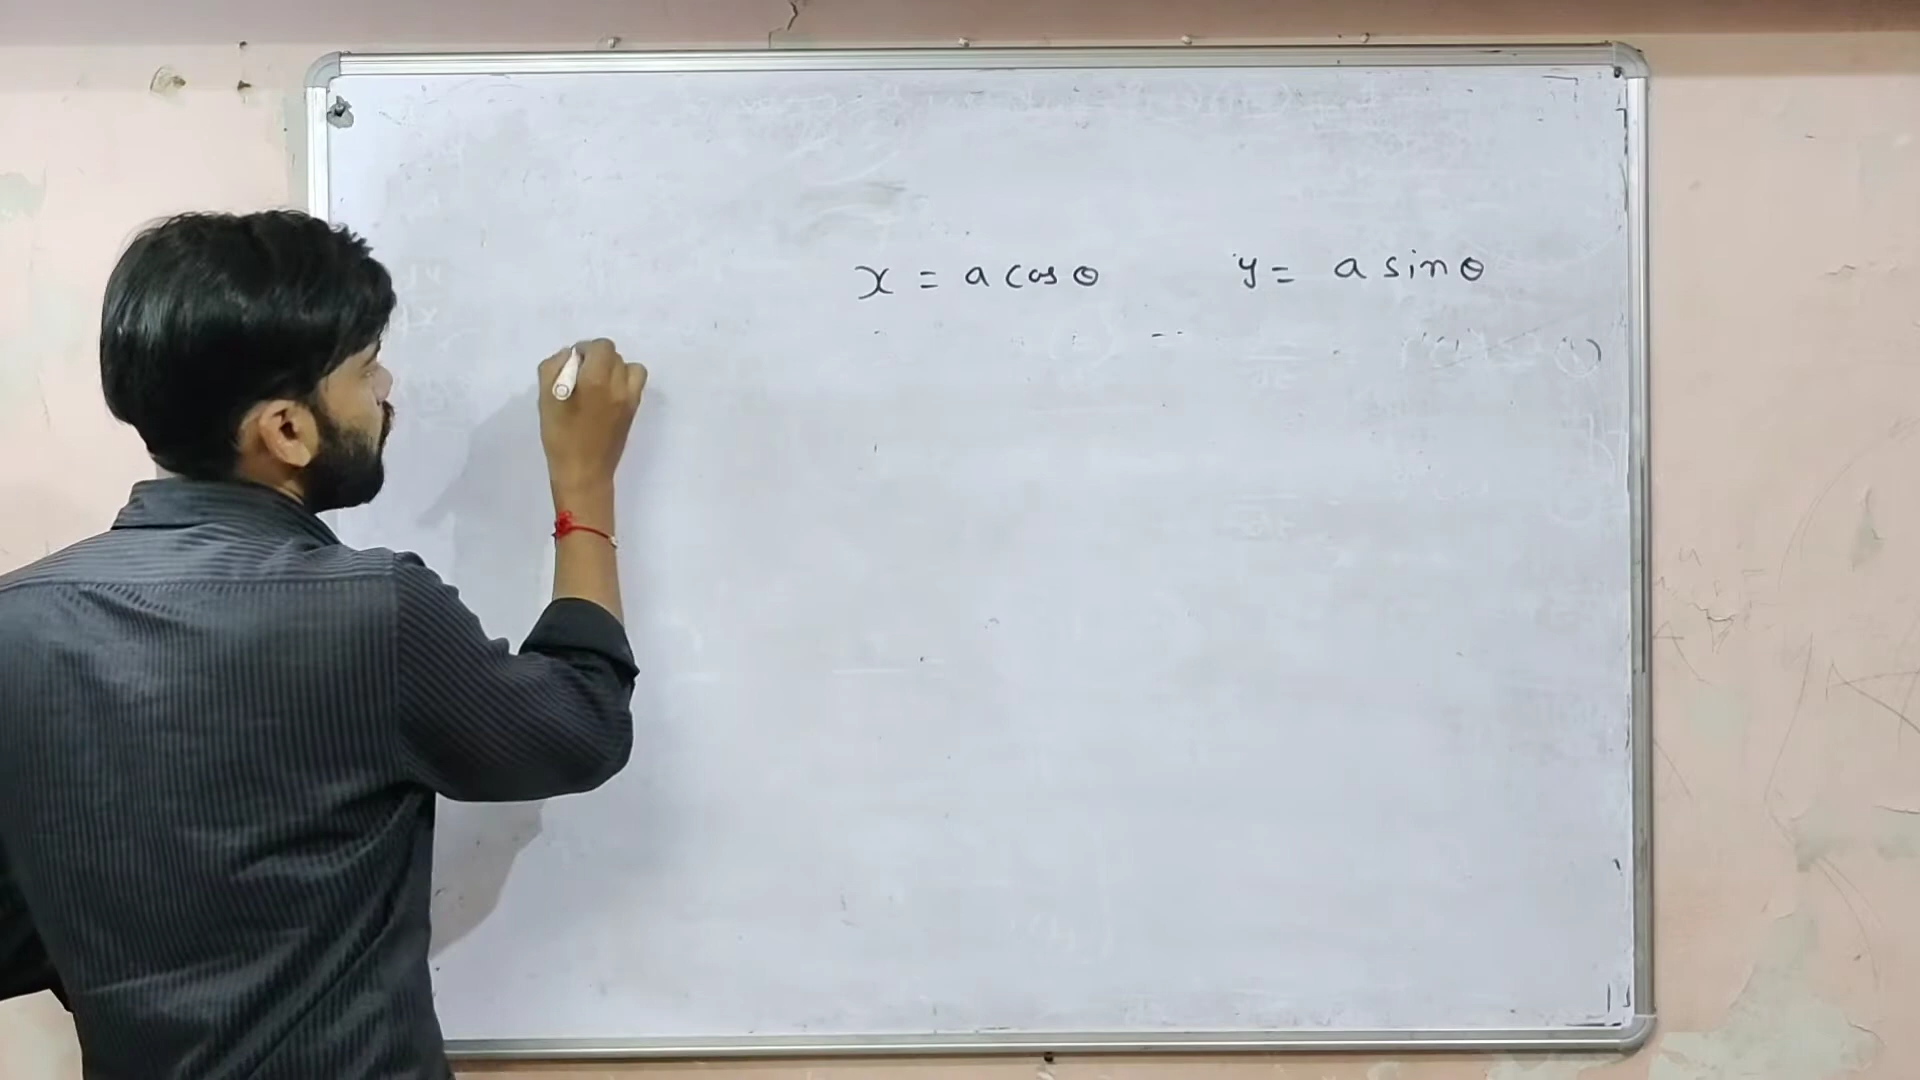 x = a cos θ y = a sin θ